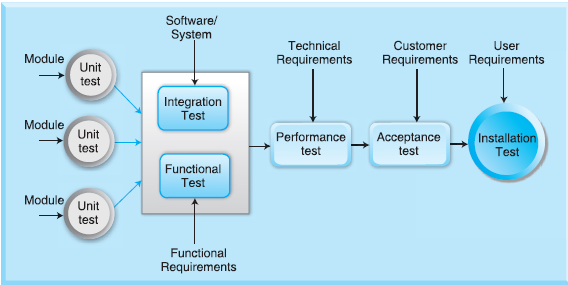 Software/
System
Module
Unit
test
Integration
Test
Technical
Requirements
Customer
Requirements
User
Requirements
Module
Unit
test
Performance
test
Acceptance
test
Installation
Test
Functional
Test
Module
Unit
test
Functional
Requirements